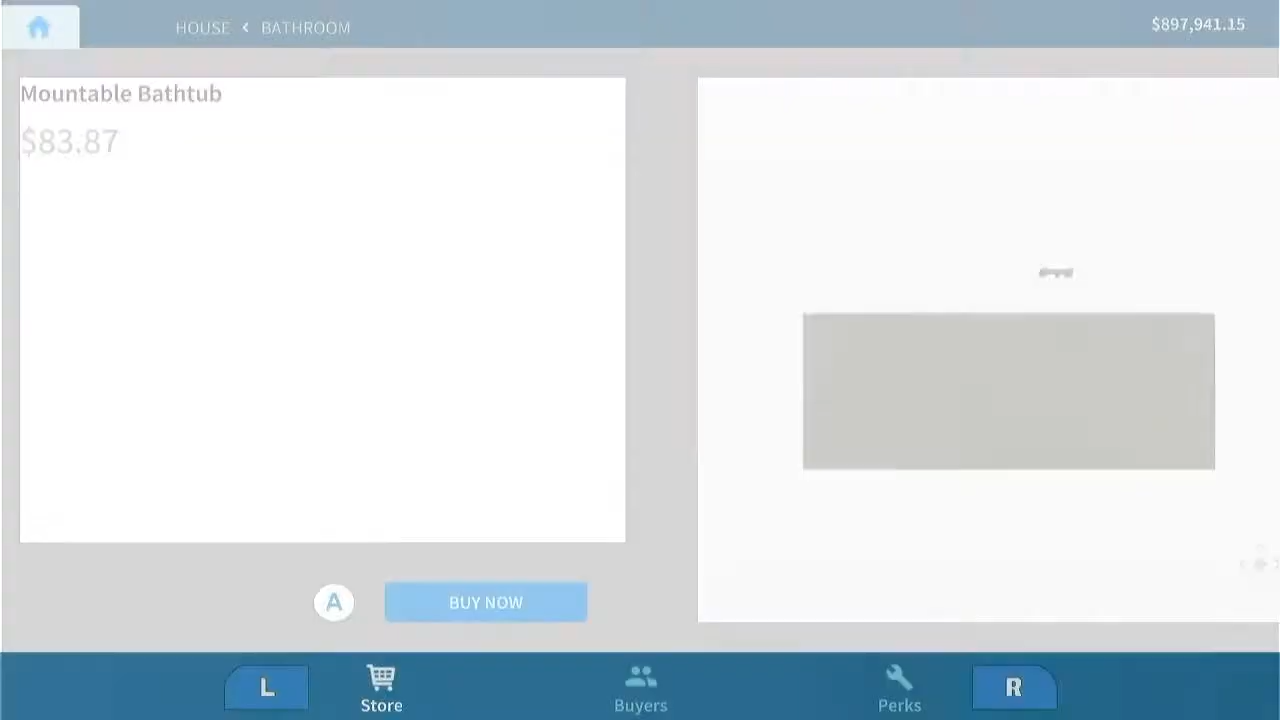 HOUSE < BATHROOM
$897,941.15
Mountable Bathtub
$83.87
A
BUY NOW
L
Store
Buyers
Perks
R